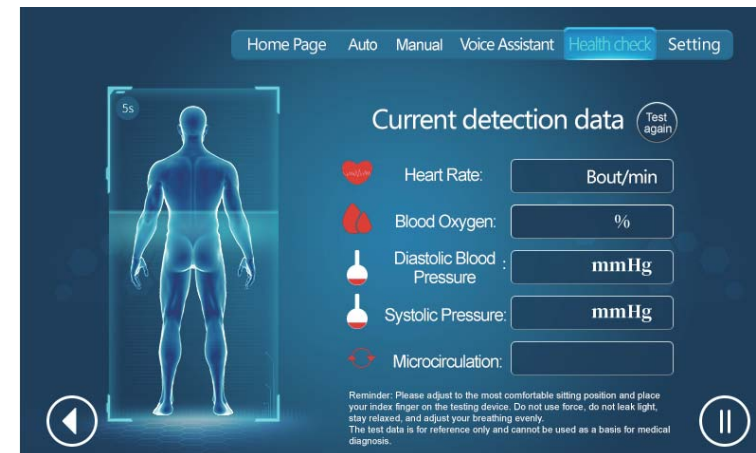 Home Page Auto Manual Voice Assistant Health check Setting
5s
Current detection data
Test
again
Heart Rate: Bout/min
Blood Oxygen: %
Diastolic Blood : mmHg
Pressure
Systolic Pressure: mmHg
Microcirculation:
Reminder: Please adjust to the most comfortable sitting position and place
your index finger on the testing device. Do not use force, do not leak light,
stay relaxed, and adjust your breathing evenly.
The test data is for reference only and cannot be used as a basis for medical
diagnosis.